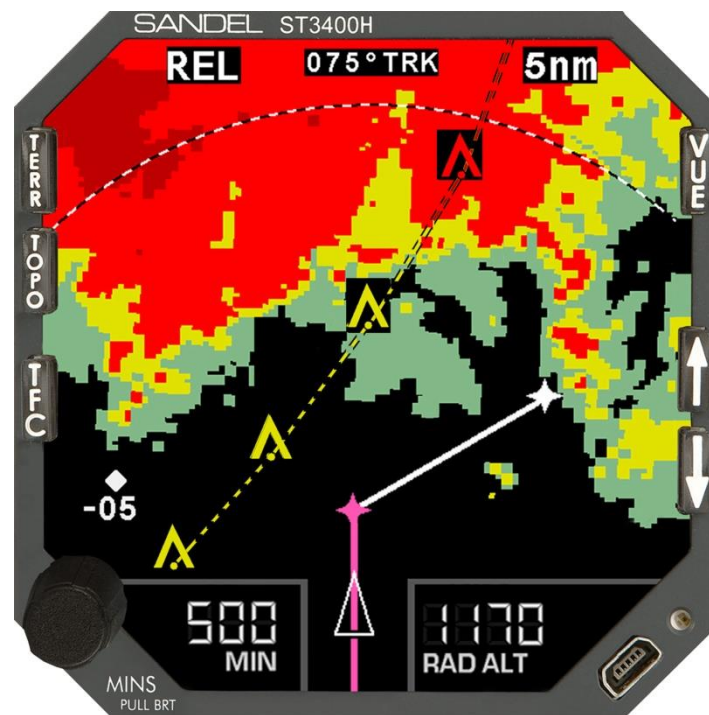 SANDEL ST3400H
REL 075°TRK 5nm
TERR
VUE
TOPO
TFC
-05
500
MIN
1170
RAD ALT
MINS
PULL BRT